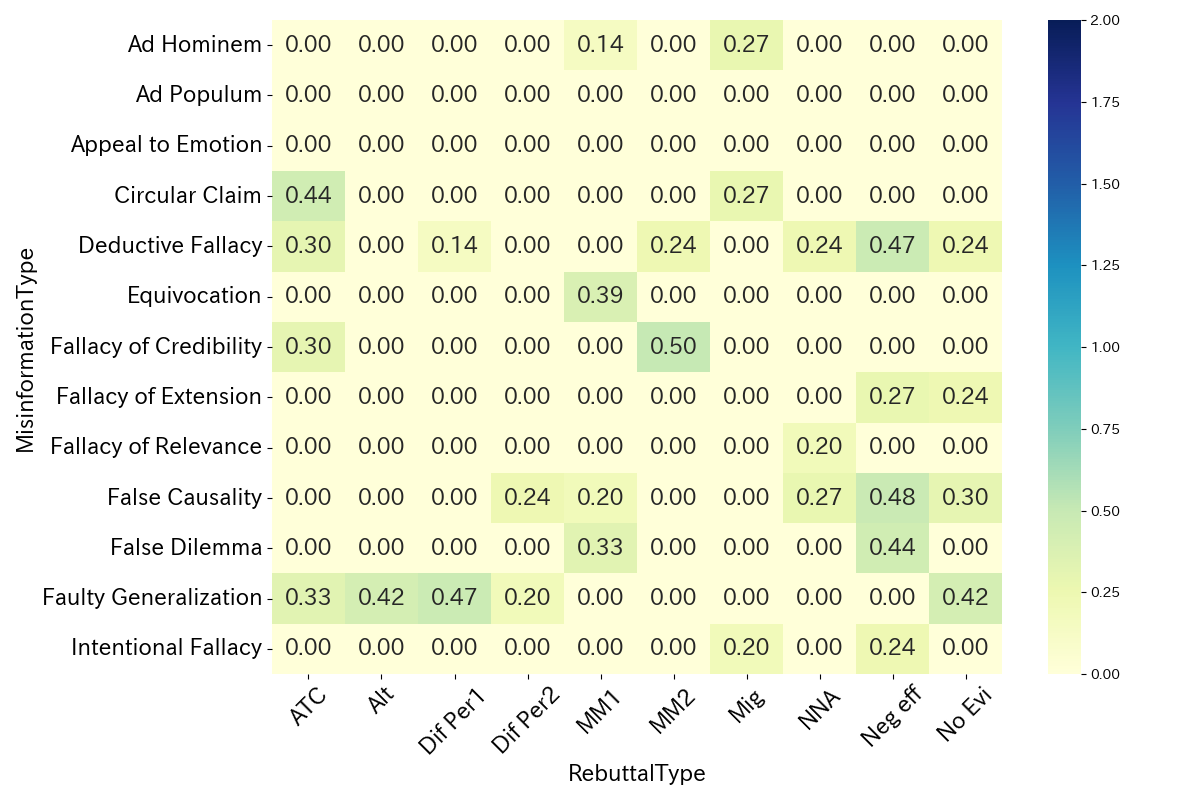 MisinformationType
Ad Hominem 0.00 0.00 0.00 0.00 0.14 0.00 0.27 0.00 0.00 0.00
Ad Populum 0.00 0.00 0.00 0.00 0.00 0.00 0.00 0.00 0.00 0.00
Appeal to Emotion 0.00 0.00 0.00 0.00 0.00 0.00 0.00 0.00 0.00 0.00
Circular Claim 0.44 0.00 0.00 0.00 0.00 0.00 0.27 0.00 0.00 0.00
Deductive Fallacy 0.30 0.00 0.14 0.00 0.00 0.24 0.00 0.24 0.47 0.24
Equivocation 0.00 0.00 0.00 0.00 0.39 0.00 0.00 0.00 0.00 0.00
Fallacy of Credibility 0.30 0.00 0.00 0.00 0.00 0.50 0.00 0.00 0.00 0.00
Fallacy of Extension 0.00 0.00 0.00 0.00 0.00 0.00 0.00 0.00 0.27 0.24
Fallacy of Relevance 0.00 0.00 0.00 0.00 0.00 0.00 0.00 0.20 0.00 0.00
False Causality 0.00 0.00 0.00 0.24 0.20 0.00 0.00 0.27 0.48 0.30
False Dilemma 0.00 0.00 0.00 0.00 0.33 0.00 0.00 0.00 0.44 0.00
Faulty Generalization 0.33 0.42 0.47 0.20 0.00 0.00 0.00 0.00 0.00 0.42
Intentional Fallacy 0.00 0.00 0.00 0.00 0.00 0.00 0.20 0.00 0.24 0.00
ATC Alt Dif Per1 Dif Per2 MM1 MM2 Mig NNA Neg eff No Evi
RebuttalType
2.00
1.75
1.50
1.25
1.00
0.75
0.50
0.25
0.00